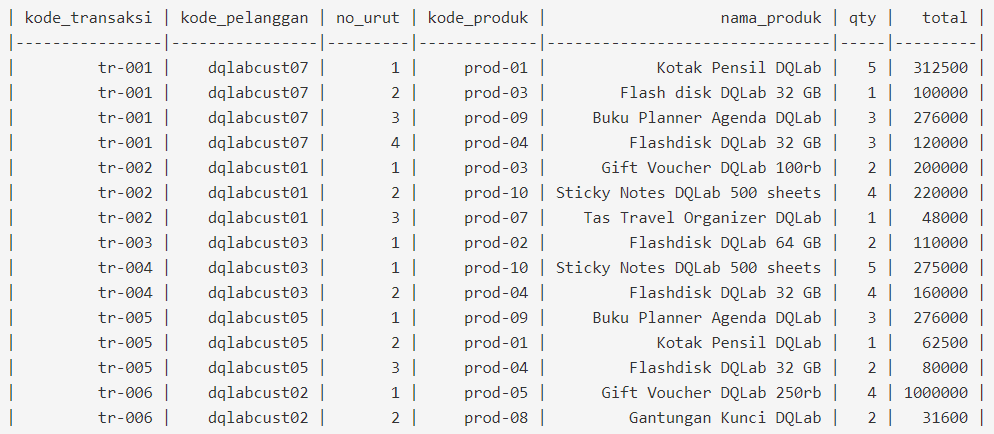 | kode_transaksi | kode_pelanggan | no_urut | kode_produk | nama_produk | qty | total |
|----------------|----------------|---------|-------------|------------------------------|-----|---------|
| tr-001 | dqlabcust07 | 1 | prod-01 | Kotak Pensil DQLab | 5 | 312500 |
| tr-001 | dqlabcust07 | 2 | prod-03 | Flash disk DQLab 32 GB | 1 | 100000 |
| tr-001 | dqlabcust07 | 3 | prod-09 | Buku Planner Agenda DQLab | 3 | 276000 |
| tr-001 | dqlabcust07 | 4 | prod-04 | Flashdisk DQLab 32 GB | 3 | 120000 |
| tr-002 | dqlabcust01 | 1 | prod-03 | Gift Voucher DQLab 100rb | 2 | 200000 |
| tr-002 | dqlabcust01 | 2 | prod-10 | Sticky Notes DQLab 500 sheets | 4 | 220000 |
| tr-002 | dqlabcust01 | 3 | prod-07 | Tas Travel Organizer DQLab | 1 | 48000 |
| tr-003 | dqlabcust03 | 1 | prod-02 | Flashdisk DQLab 64 GB | 2 | 110000 |
| tr-004 | dqlabcust03 | 1 | prod-10 | Sticky Notes DQLab 500 sheets | 5 | 275000 |
| tr-004 | dqlabcust03 | 2 | prod-04 | Flashdisk DQLab 32 GB | 4 | 160000 |
| tr-005 | dqlabcust05 | 1 | prod-09 | Buku Planner Agenda DQLab | 3 | 276000 |
| tr-005 | dqlabcust05 | 2 | prod-01 | Kotak Pensil DQLab | 1 | 62500 |
| tr-005 | dqlabcust05 | 3 | prod-04 | Flashdisk DQLab 32 GB | 2 | 80000 |
| tr-006 | dqlabcust02 | 1 | prod-05 | Gift Voucher DQLab 250rb | 4 | 1000000 |
| tr-006 | dqlabcust02 | 2 | prod-08 | Gantungan Kunci DQLab | 2 | 31600 |